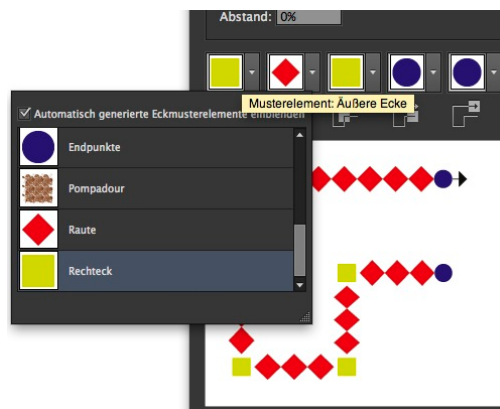 Abstand: 0%
Musterelement: Äußere Ecke
Automatisch generierte Eckmusterelemente einblenden
Endpunkte
Pompadour
Raute
Rechteck